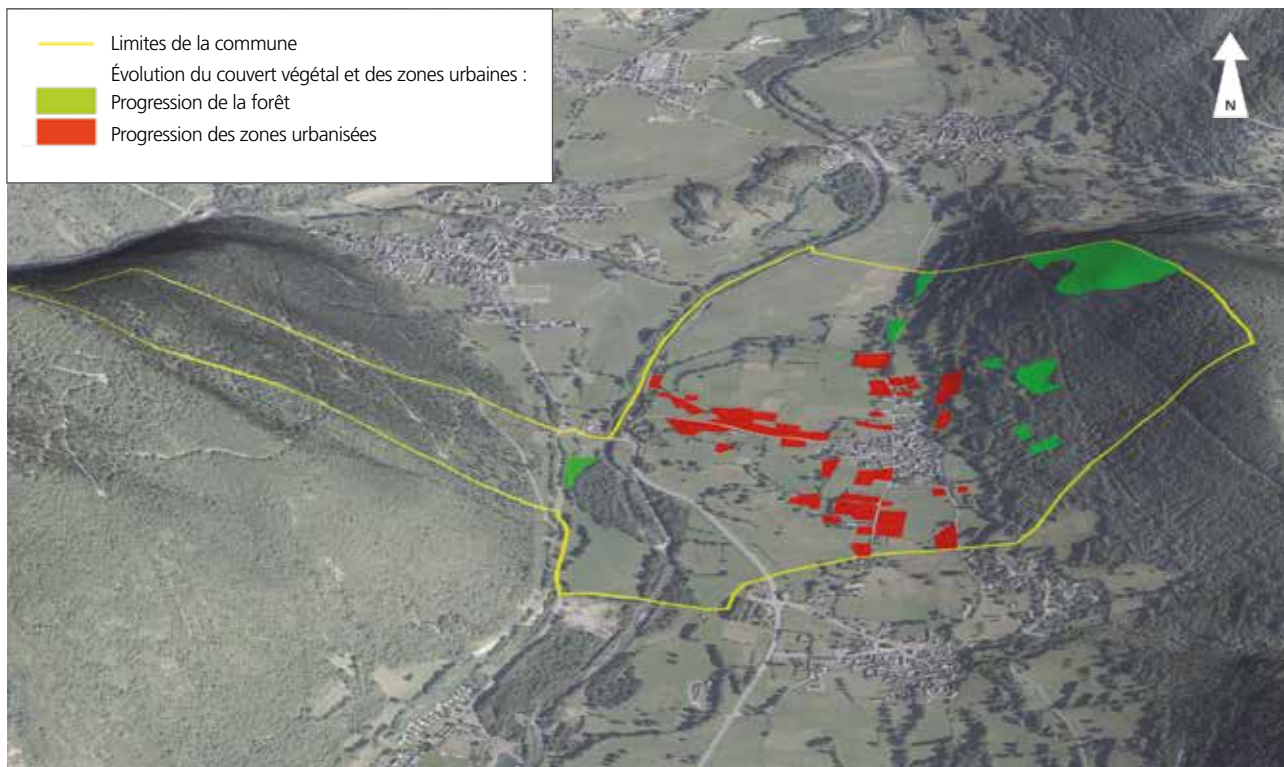 Limites de la commune
Évolution du couvert végétal et des zones urbaines :
Progression de la forêt
Progression des zones urbanisées
N